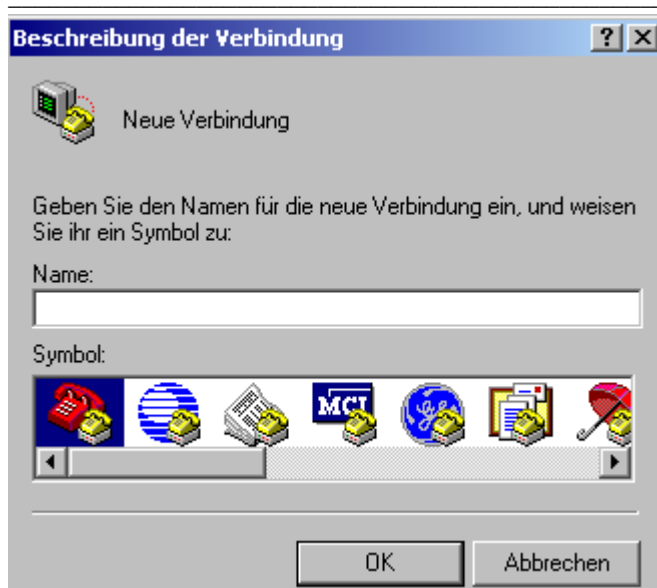 Beschreibung der Verbindung
Neue Verbindung
Geben Sie den Namen für die neue Verbindung ein, und weisen
Sie ihr ein Symbol zu:
Name:
Symbol:
MCI
OK
Abbrechen